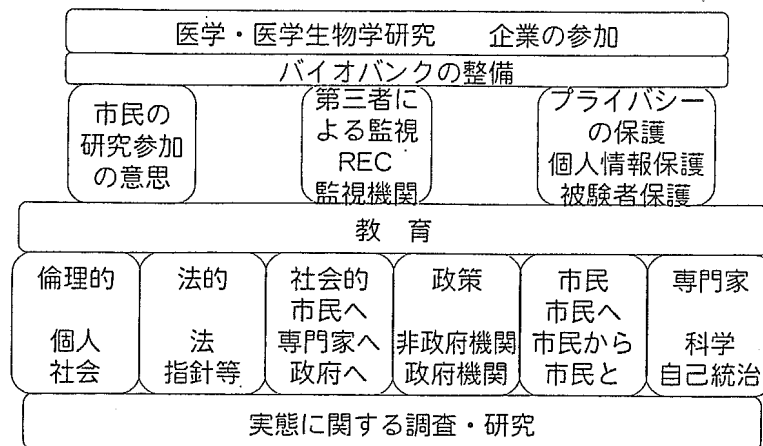 医学・医学生物学研究　　企業の参加
バイオバンクの整備
市民の
研究参加
の意思
第三者に
よる監視
REC
監視機関
プライバシー
の保護
個人情報保護
被験者保護
教　育
倫理的
個人
社会
法的
法
指針等
社会的
市民へ
専門家へ
政府へ
政策
非政府機関
政府機関
市民
市民へ
市民から
市民と
専門家
科学
自己統治
実態に関する調査・研究